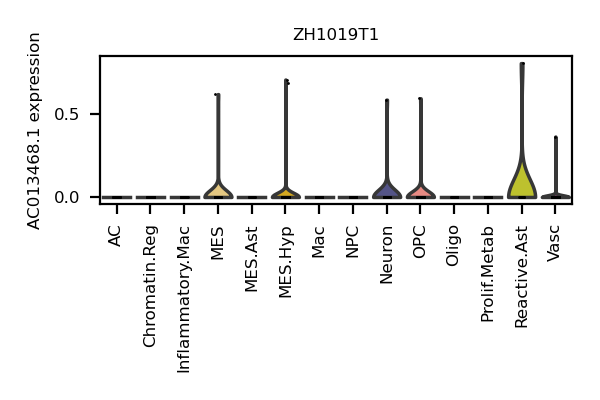 ZH1019T1
AC013468.1 expression
0.5
0.0
AC
Chromatin.Reg
Inflammatory.Mac
MES
MES.Ast
MES.Hyp
Mac
NPC
Neuron
OPC
Oligo
Prolif.Metab
Reactive.Ast
Vasc